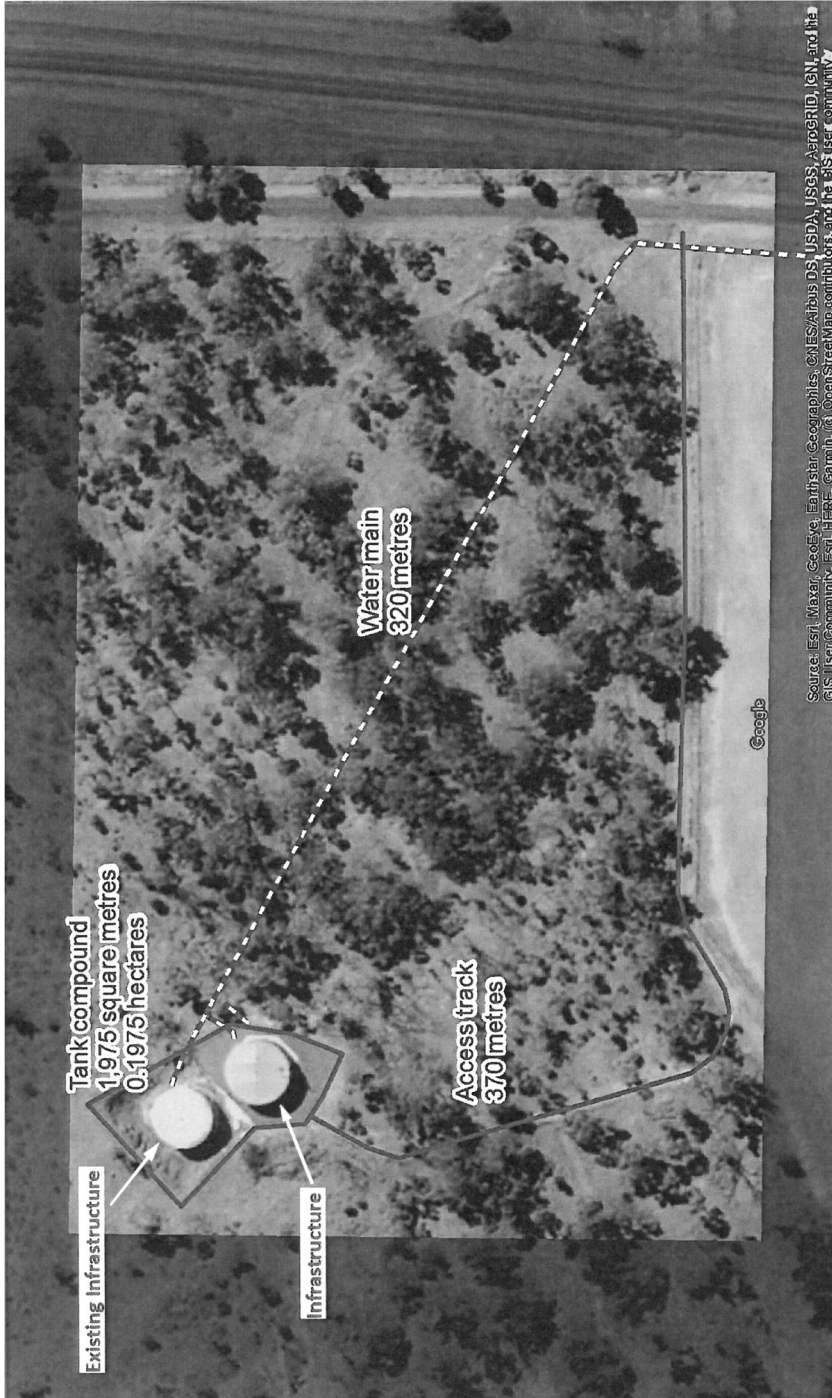 Existing Infrastructure
Tank compound
1,975 square metres
0.1975 hectares
Infrastructure
Water main
320 metres
Access track
370 metres
Google
Source: Esri, Maxar, GeoEye, Earthstar Geographics, CNES/Airbus DS, USDA, USGS, AeroGRID, IGN, and the
GIS User Community, Esri, HERE, Garmin, (c) OpenStreetMap contributors, and the GIS user community